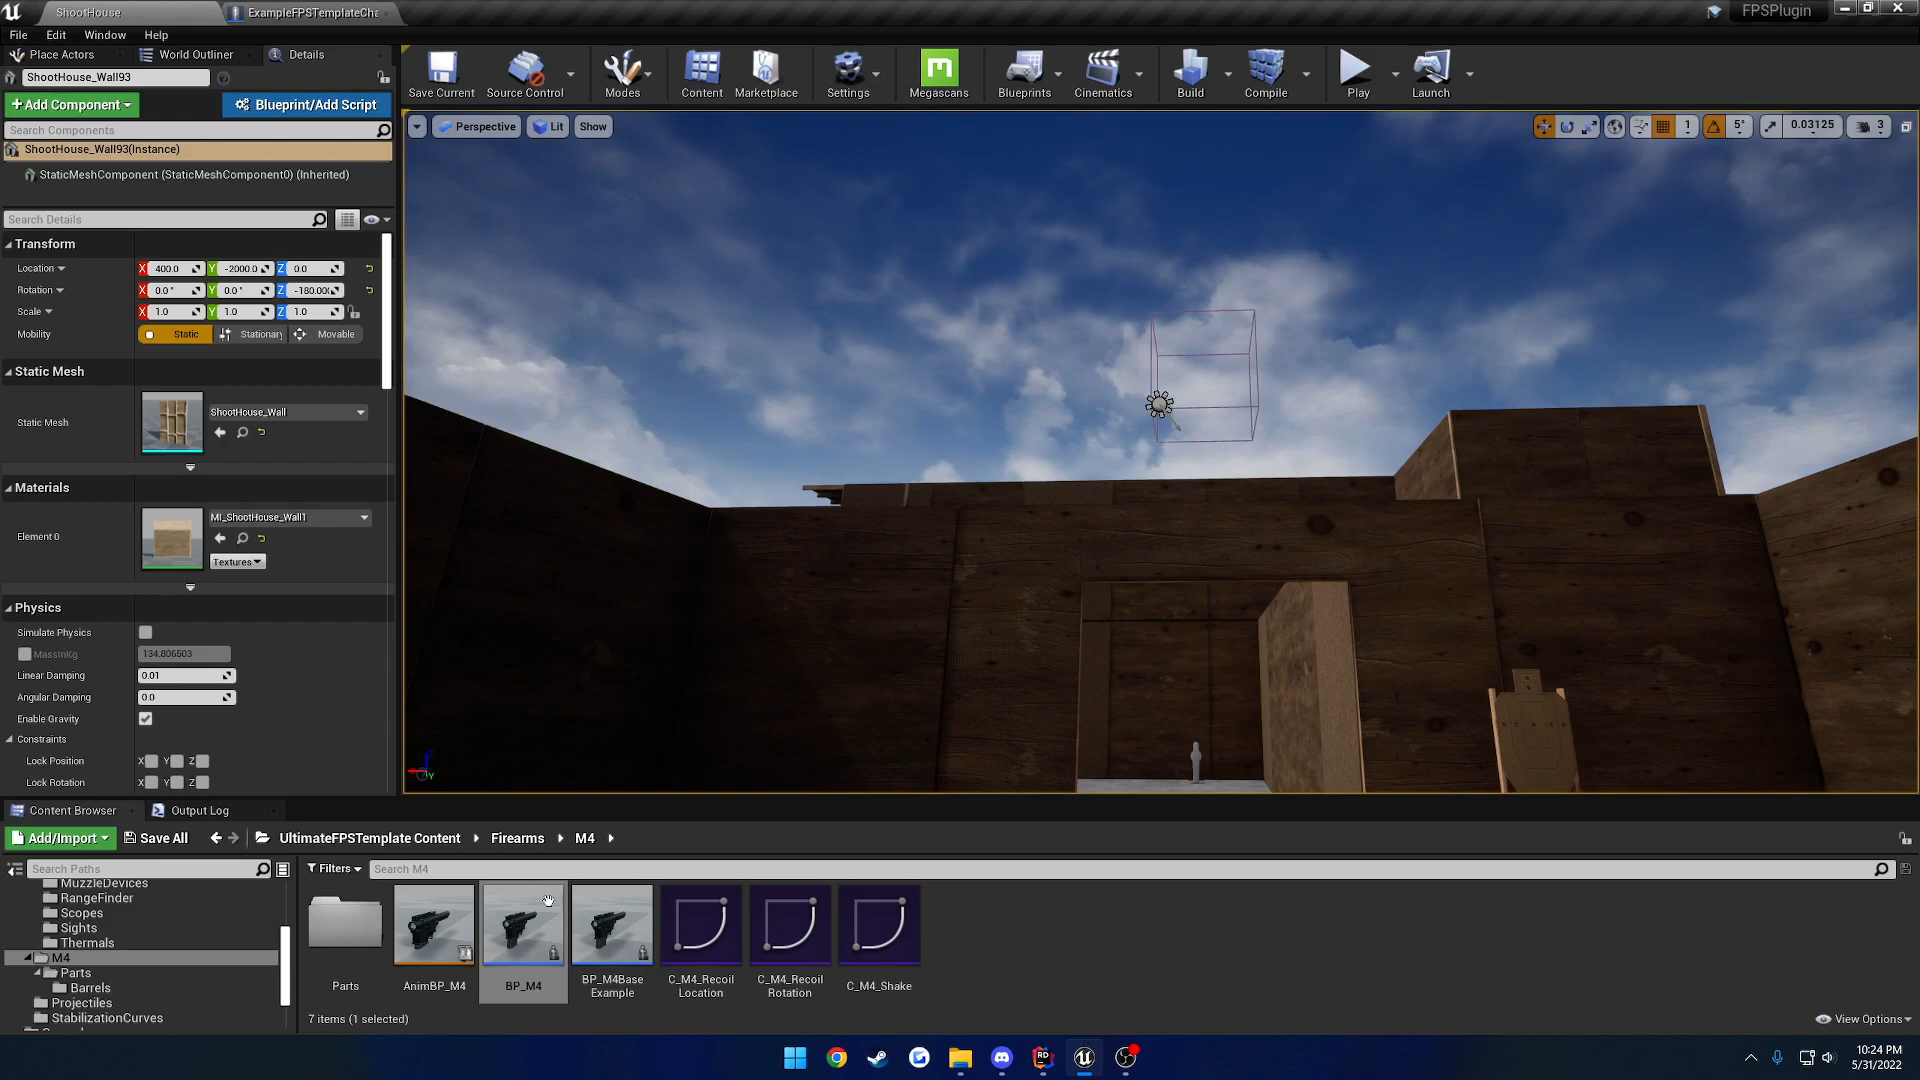 ShootHouse
ExampleFPSTemplateCha
FPSPlugin
File Edit Window Help
Place Actors
World Outliner
Details
ShootHouse_Wall93
+Add Component
Blueprint/Add Script
Search Components
ShootHouse_Wall93(Instance)
StaticMeshComponent (StaticMeshComponent0) (Inherited)
Search Details
Transform
Location X 400.0 Y -2000.0 Z 0.0
Rotation X 0.0° Y 0.0° Z -180.00(
Scale X 1.0 Y 1.0 Z 1.0
Mobility Static Stationary Movable
Static Mesh
Static Mesh
ShootHouse_Wall
Materials
Element 0
MI_ShootHouse_Wall1
Textures
Physics
Simulate Physics
MassInKg 134.806503
Linear Damping 0.01
Angular Damping 0.0
Enable Gravity
Constraints
Lock Position X Y Z
Lock Rotation X Y Z
Save Current
Source Control
Modes
Content
Marketplace
Settings
Megascans
Blueprints
Cinematics
Build
Compile
Play
Launch
Perspective
Lit
Show
1
5°
0.03125
3
Content Browser
Output Log
Add/Import
Save All
UltimateFPSTemplate Content
Firearms
M4
Search Paths
Filters
Search M4
MuzzleDevices
RangeFinder
Scopes
Sights
Thermals
M4
Parts
Barrels
Projectiles
StabilizationCurves
Parts
AnimBP_M4
BP_M4
BP_M4Base
Example
C_M4_Recoil
Location
C_M4_Recoil
Rotation
C_M4_Shake
7 items (1 selected)
View Options
RD
10:24 PM
5/31/2022